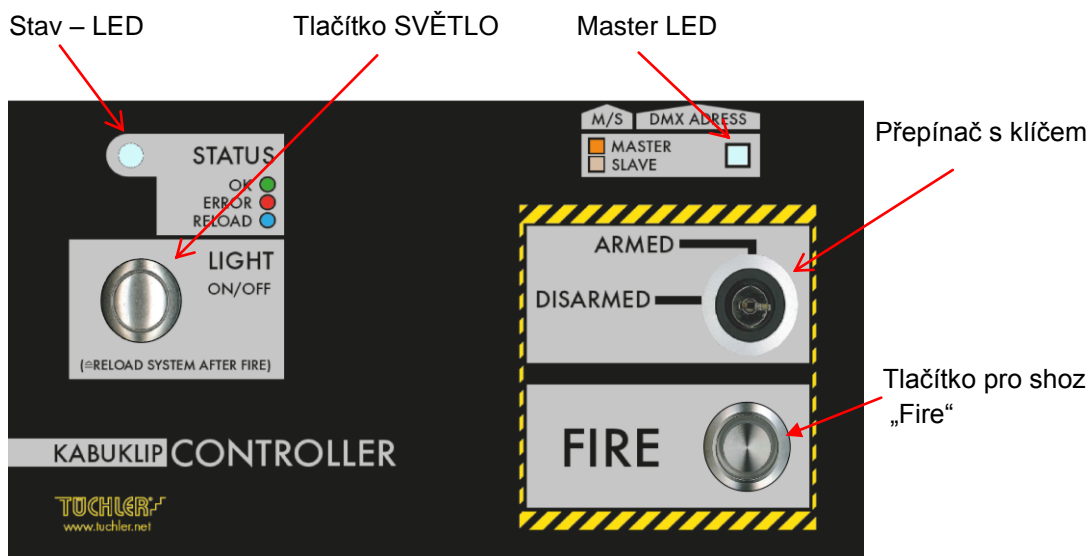 Stav – LED
Tlačítko SVĚTLO
Master LED
M/S
DMX ADRESS
MASTER
SLAVE
Přepínač s klíčem
STATUS
OK
ERROR
RELOAD
LIGHT
ON/OFF
(≙RELOAD SYSTEM AFTER FIRE)
ARMED
DISARMED
Tlačítko pro shoz
„Fire“
FIRE
KABUKLIP CONTROLLER
TÜCHLER
www.tuchler.net